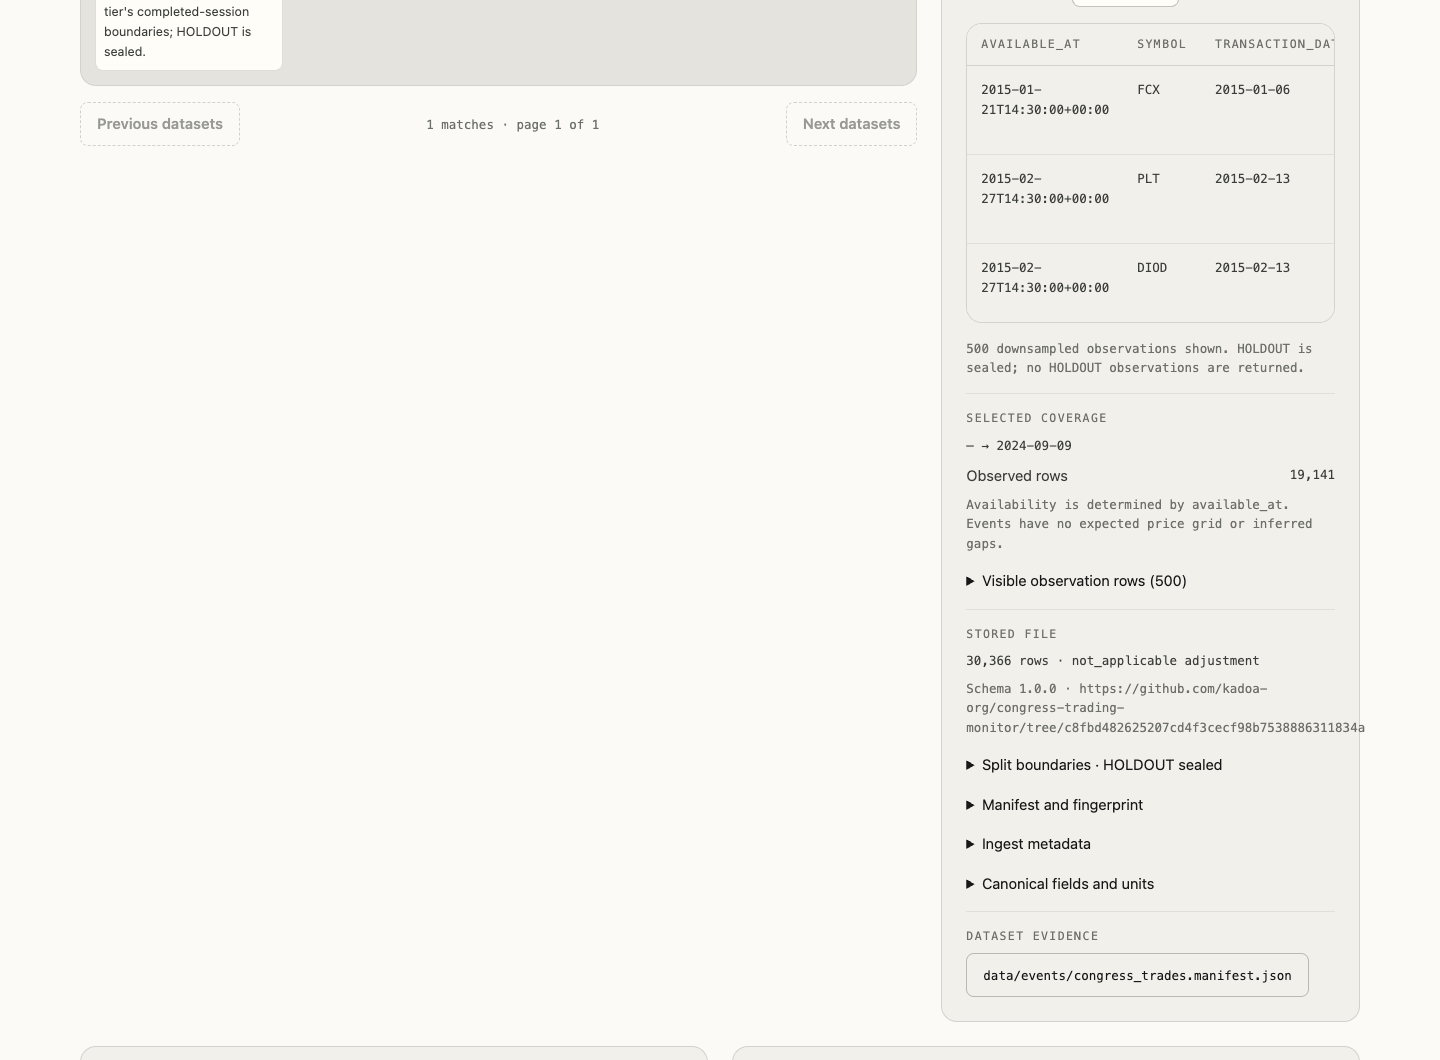 tier's completed-session
boundaries; HOLDOUT is
sealed.
Previous datasets
1 matches · page 1 of 1
Next datasets
AVAILABLE_AT SYMBOL TRANSACTION_DAT
2015-01-
21T14:30:00+00:00 FCX 2015-01-06
2015-02-
27T14:30:00+00:00 PLT 2015-02-13
2015-02-
27T14:30:00+00:00 DIOD 2015-02-13
500 downsampled observations shown. HOLDOUT is
sealed; no HOLDOUT observations are returned.
SELECTED COVERAGE
— → 2024-09-09
Observed rows 19,141
Availability is determined by available_at.
Events have no expected price grid or inferred
gaps.
▶ Visible observation rows (500)
STORED FILE
30,366 rows · not_applicable adjustment
Schema 1.0.0 · https://github.com/kadoa-
org/congress-trading-
monitor/tree/c8fbd482625207cd4f3cecf98b7538886311834a
▶ Split boundaries · HOLDOUT sealed
▶ Manifest and fingerprint
▶ Ingest metadata
▶ Canonical fields and units
DATASET EVIDENCE
data/events/congress_trades.manifest.json